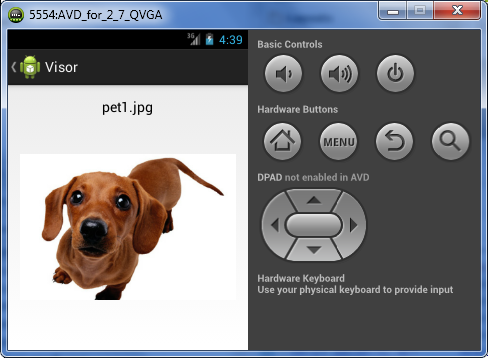 5554:AVD_for_2_7_QVGA
3G
4:39
Visor
pet1.jpg
Basic Controls
Hardware Buttons
MENU
DPAD not enabled in AVD
Hardware Keyboard
Use your physical keyboard to provide input